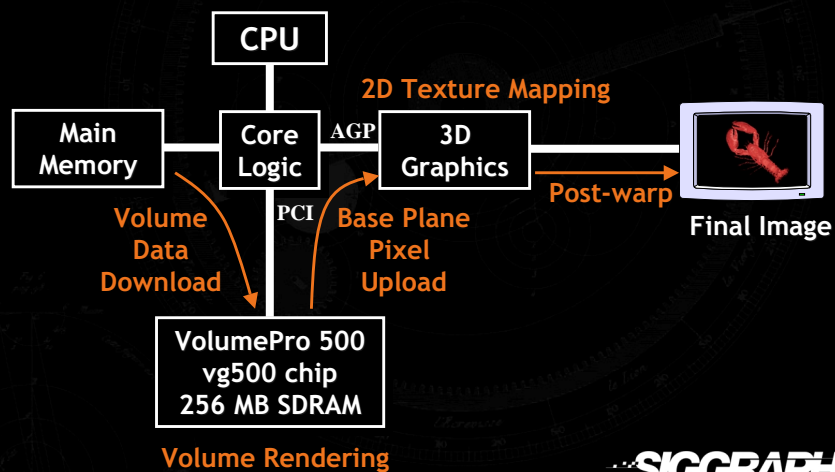 CPU
2D Texture Mapping
Main
Memory
Core
Logic
AGP
3D
Graphics
Post-warp
Final Image
PCI
Volume
Data
Download
Base Plane
Pixel
Upload
VolumePro 500
vg500 chip
256 MB SDRAM
Volume Rendering
SIGGRAPH